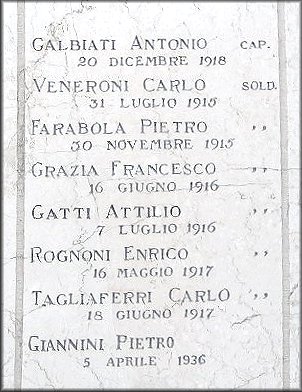 GALBIATI ANTONIO CAP.
20 DICEMBRE 1918
VENERONI CARLO SOLD.
31 LUGLIO 1915
FARABOLA PIETRO ,,
30 NOVEMBRE 1915
GRAZIA FRANCESCO ,,
16 GIUGNO 1916
GATTI ATTILIO ,,
7 LUGLIO 1916
ROGNONI ENRICO ,,
16 MAGGIO 1917
TAGLIAFERRI CARLO ,,
18 GIUGNO 1917
GIANNINI PIETRO
5 APRILE 1936